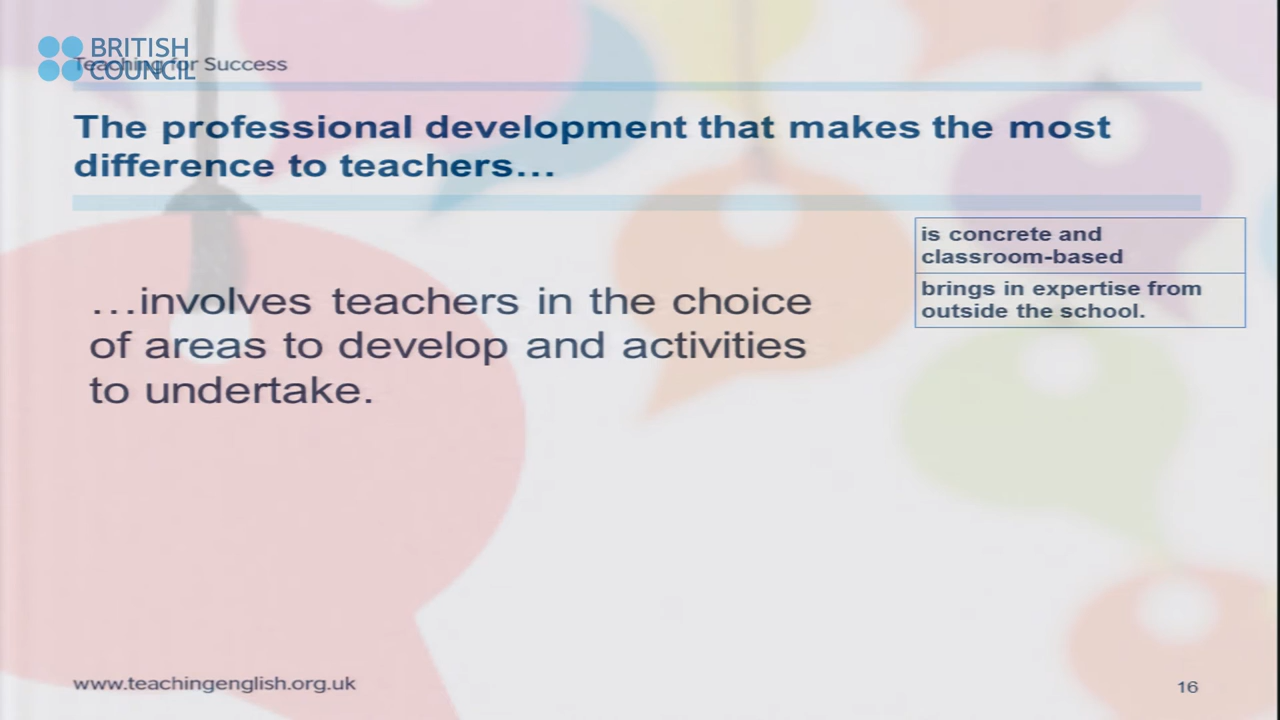 BRITISH
COUNCIL
Teaching for Success
The professional development that makes the most
difference to teachers…
is concrete and
classroom-based
brings in expertise from
outside the school.
…involves teachers in the choice
of areas to develop and activities
to undertake.
www.teachingenglish.org.uk
16